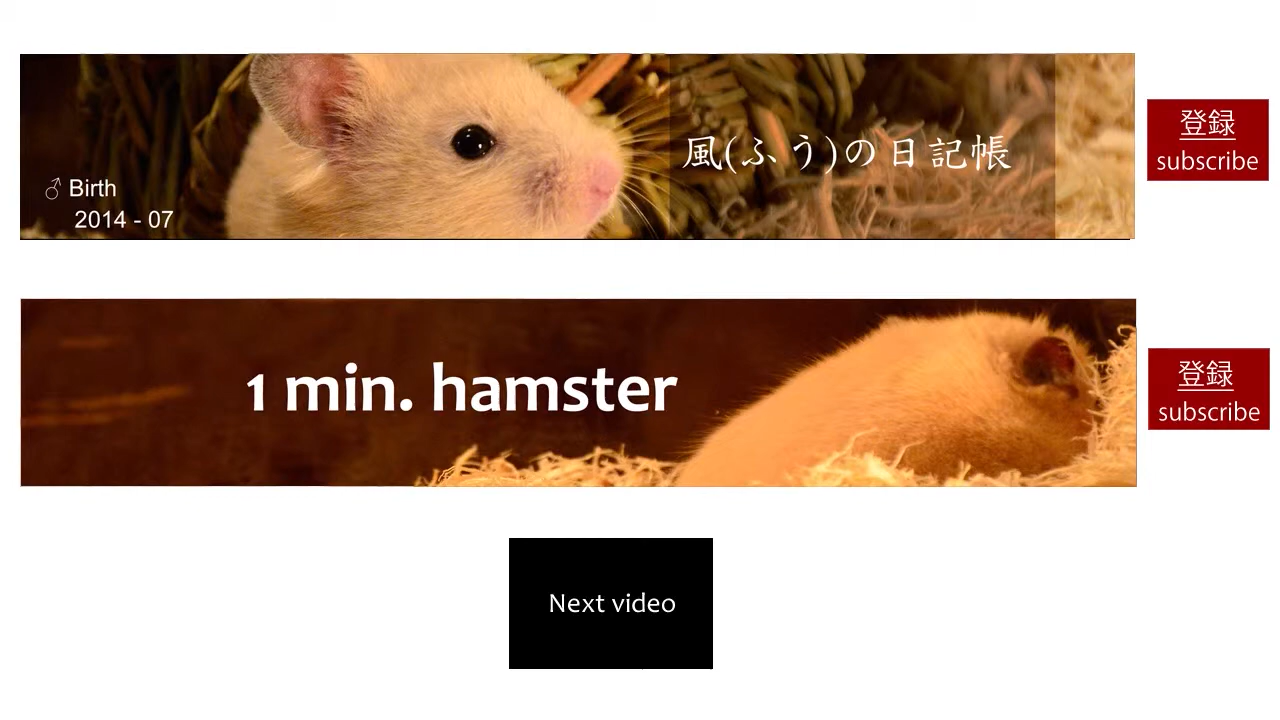 ♂ Birth
2014 - 07
風(ふう)の日記帳
登録
subscribe
1 min. hamster
登録
subscribe
Next video